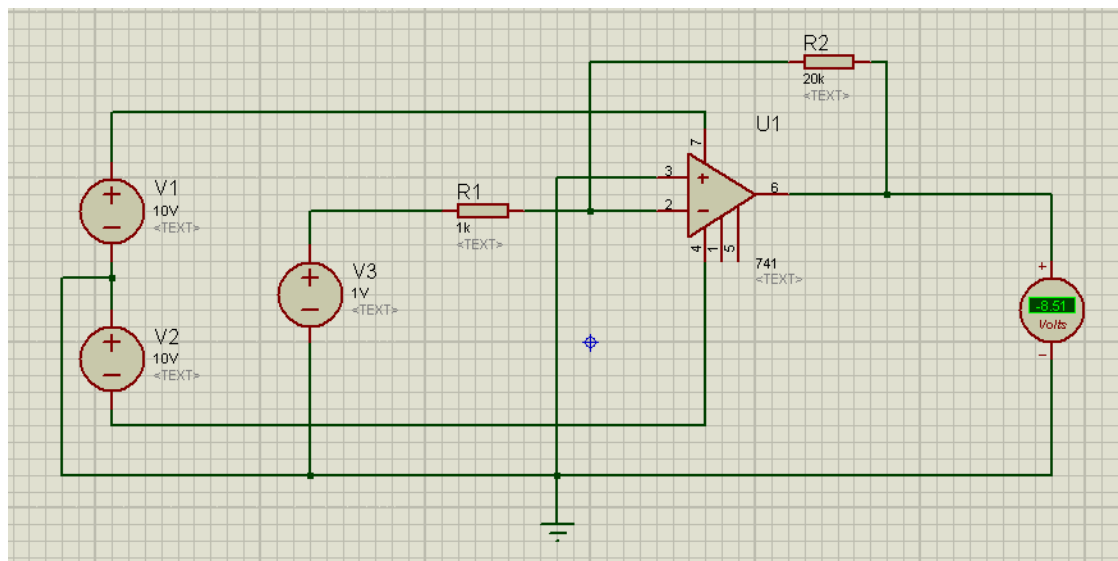 R2
20k
<TEXT>
U1
7
V1
10V
<TEXT>
3
6
R1
1k
<TEXT>
2
4
1
5
741
<TEXT>
V3
1V
<TEXT>
+
-8.51
Volts
V2
10V
<TEXT>